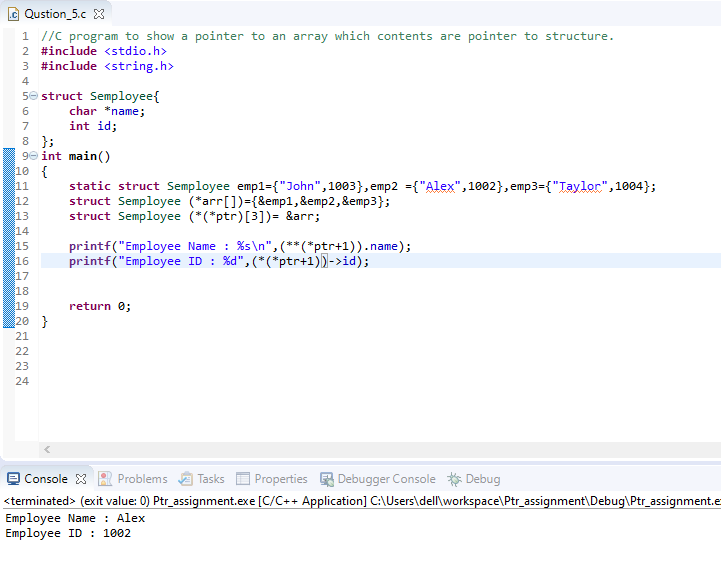 Qustion_5.c
1 //C program to show a pointer to an array which contents are pointer to structure.
2 #include <stdio.h>
3 #include <string.h>
4
5 struct Semployee{
6     char *name;
7     int id;
8 };
9 int main()
10 {
11     static struct Semployee emp1={"John",1003},emp2 ={"Alex",1002},emp3={"Taylor",1004};
12     struct Semployee (*arr[])={&emp1,&emp2,&emp3};
13     struct Semployee (*(*ptr)[3])= &arr;
14
15     printf("Employee Name : %s\n",(**(*ptr+1)).name);
16     printf("Employee ID : %d",(*(*ptr+1))->id);
17
18
19     return 0;
20 }
21
22
23
24
Console Problems Tasks Properties Debugger Console Debug
<terminated> (exit value: 0) Ptr_assignment.exe [C/C++ Application] C:\Users\dell\workspace\Ptr_assignment\Debug\Ptr_assignment.ex
Employee Name : Alex
Employee ID : 1002